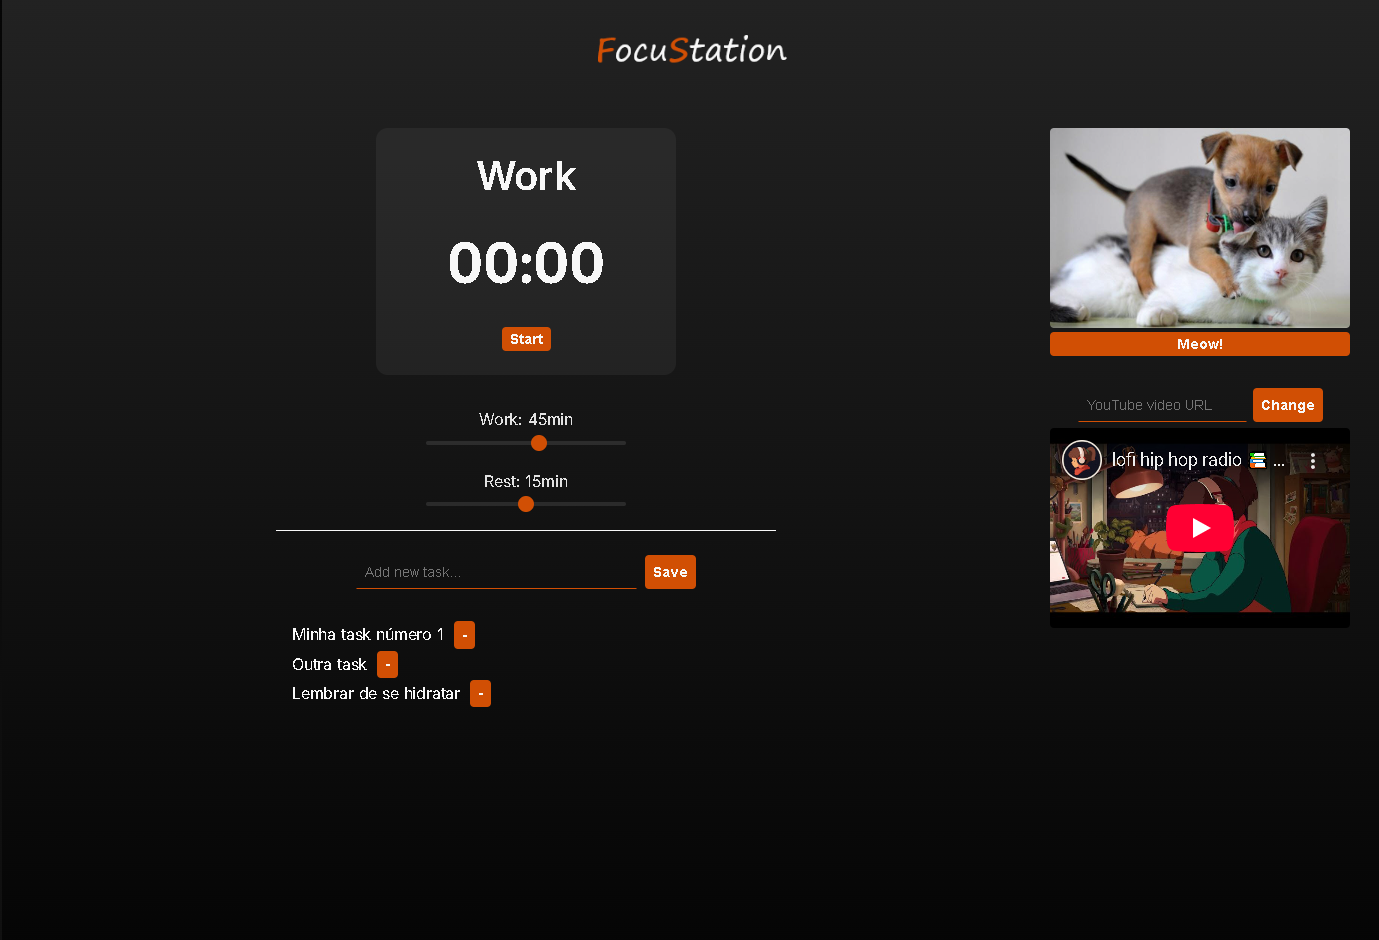 FocuStation
Work
00:00
Start
Work: 45min
Rest: 15min
Add new task...
Save
Minha task número 1 -
Outra task -
Lembrar de se hidratar -
Meow!
YouTube video URL
Change
lofi hip hop radio 📚 ...